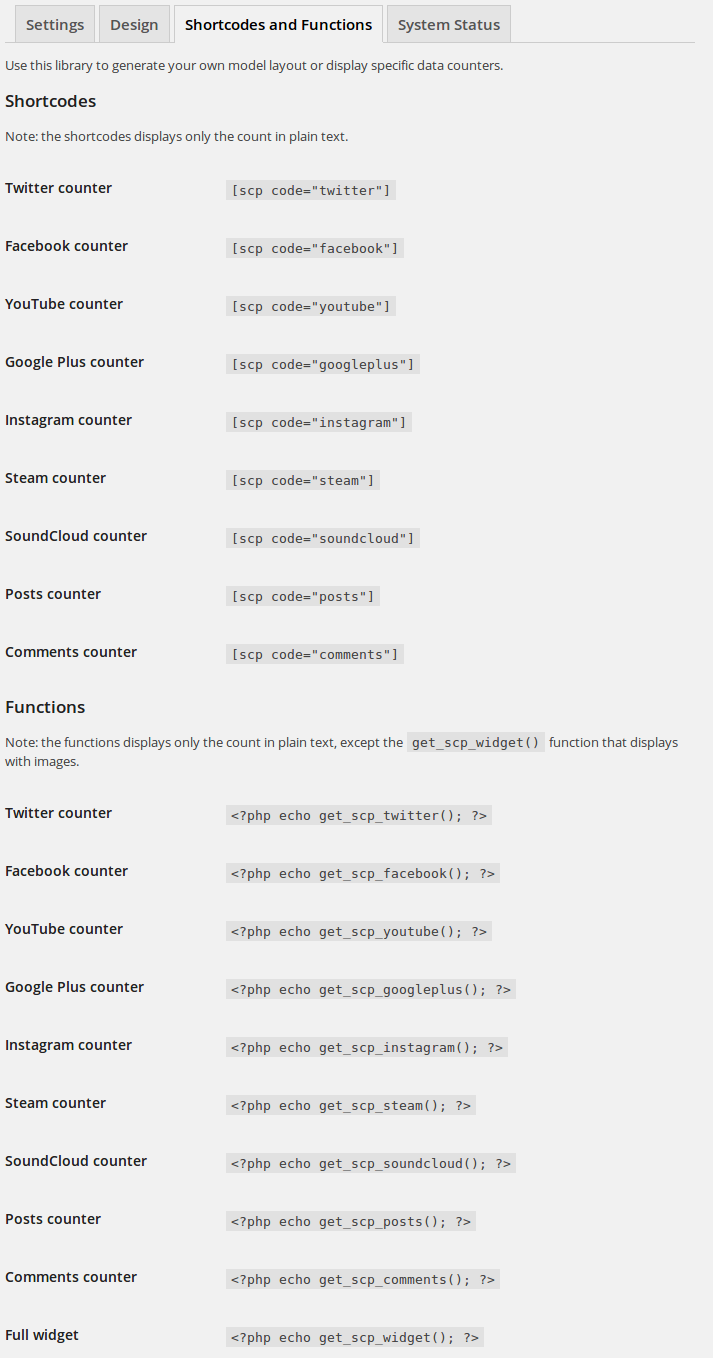 Settings Design Shortcodes and Functions System Status
Use this library to generate your own model layout or display specific data counters.
Shortcodes
Note: the shortcodes displays only the count in plain text.
Twitter counter [scp code="twitter"]
Facebook counter [scp code="facebook"]
YouTube counter [scp code="youtube"]
Google Plus counter [scp code="googleplus"]
Instagram counter [scp code="instagram"]
Steam counter [scp code="steam"]
SoundCloud counter [scp code="soundcloud"]
Posts counter [scp code="posts"]
Comments counter [scp code="comments"]
Functions
Note: the functions displays only the count in plain text, except the get_scp_widget() function that displays
with images.
Twitter counter <?php echo get_scp_twitter(); ?>
Facebook counter <?php echo get_scp_facebook(); ?>
YouTube counter <?php echo get_scp_youtube(); ?>
Google Plus counter <?php echo get_scp_googleplus(); ?>
Instagram counter <?php echo get_scp_instagram(); ?>
Steam counter <?php echo get_scp_steam(); ?>
SoundCloud counter <?php echo get_scp_soundcloud(); ?>
Posts counter <?php echo get_scp_posts(); ?>
Comments counter <?php echo get_scp_comments(); ?>
Full widget <?php echo get_scp_widget(); ?>